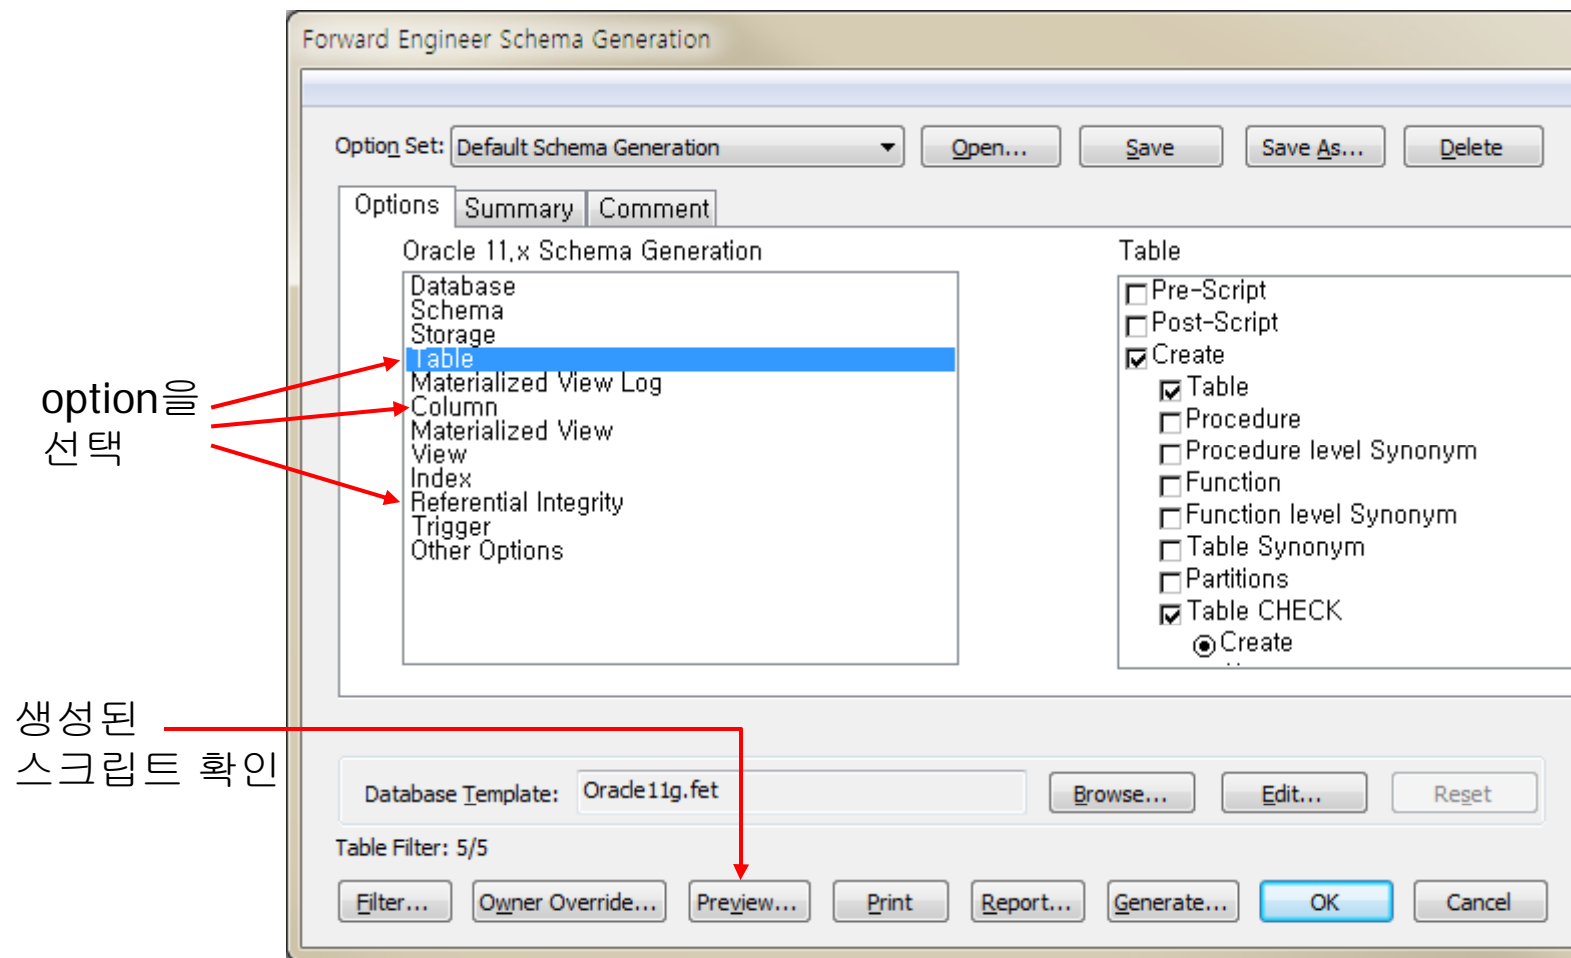 Forward Engineer Schema Generation
Option Set: Default Schema Generation Open... Save Save As... Delete
Options Summary Comment
Oracle 11.x Schema Generation
Database
Schema
Storage
Table
Materialized View Log
Column
Materialized View
View
Index
Referential Integrity
Trigger
Other Options
Table
Pre-Script
Post-Script
Create
Table
Procedure
Procedure level Synonym
Function
Function level Synonym
Table Synonym
Partitions
Table CHECK
Create
option을
선택
생성된
스크립트 확인
Database Template: Oracle11g.fet Browse... Edit... Reset
Table Filter: 5/5
Filter... Owner Override... Preview... Print Report... Generate... OK Cancel